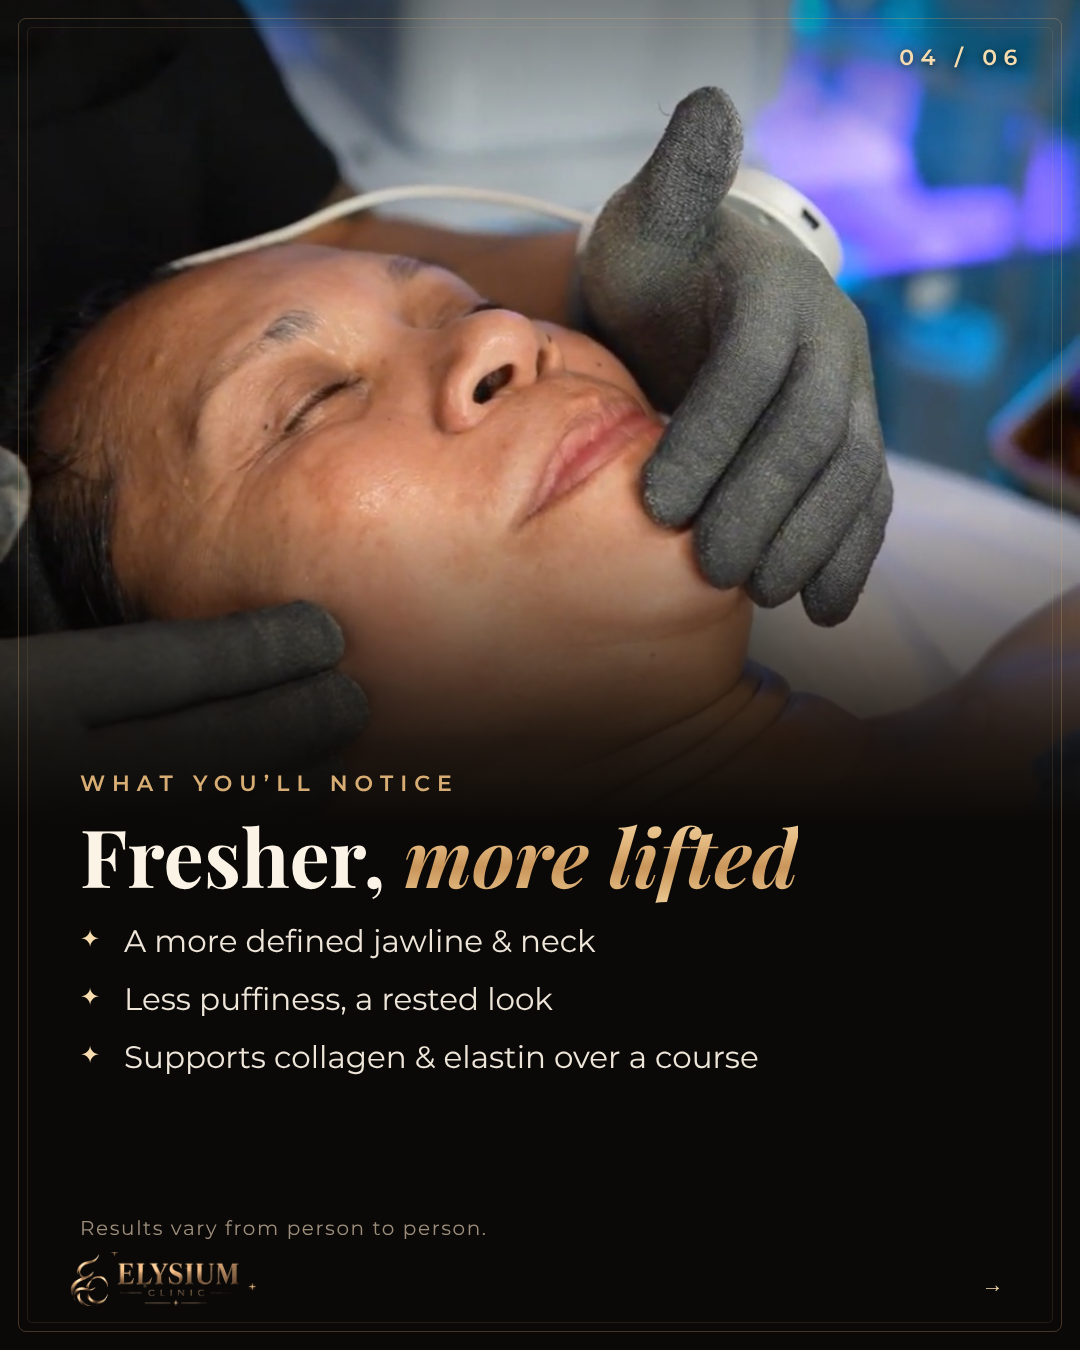 04 / 06
WHAT YOU’LL NOTICE
Fresher, more lifted
✦ A more defined jawline & neck
✦ Less puffiness, a rested look
✦ Supports collagen & elastin over a course
Results vary from person to person.
ELYSIUM
CLINIC
→